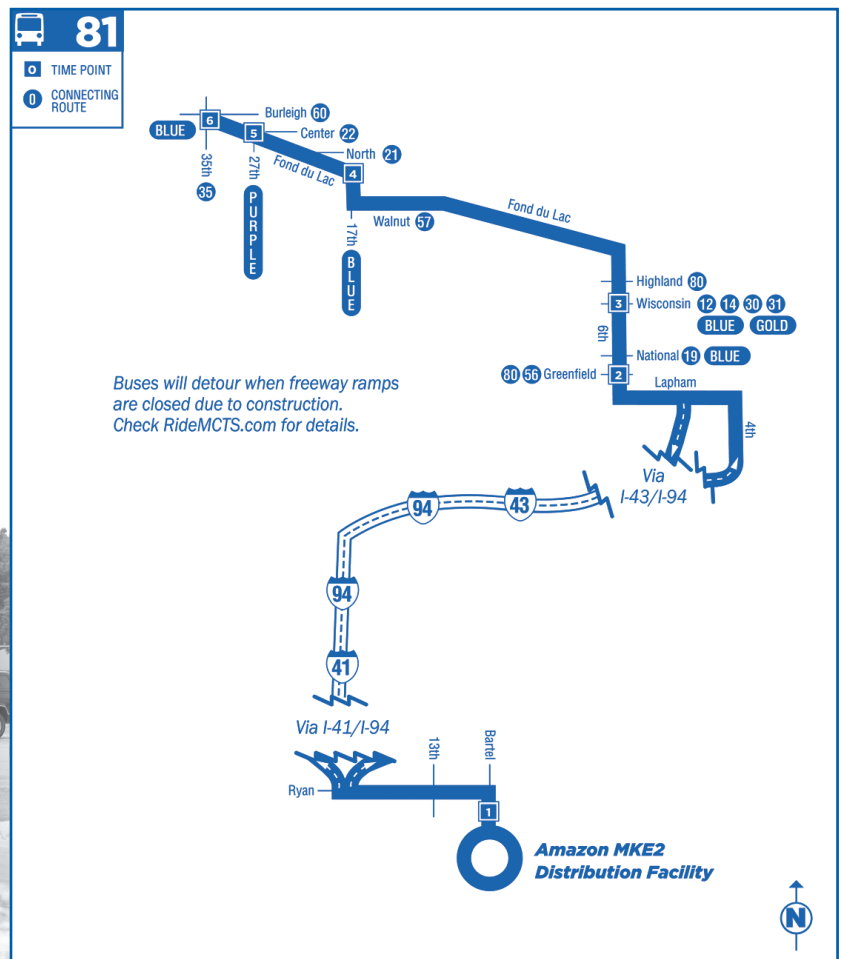 81
0 TIME POINT
0 CONNECTING
ROUTE
6
Burleigh 60
BLUE
5
Center 22
North 21
35th
35
27th
PURPLE
Fond du Lac
4
17th
BLUE
Walnut 57
Fond du Lac
Highland 80
3 Wisconsin 12 14 30 31
BLUE GOLD
6th
National 19 BLUE
80 56 Greenfield 2
Lapham
4th
Via
I-43/I-94
Buses will detour when freeway ramps
are closed due to construction.
Check RideMCTS.com for details.
94
43
94
41
Via I-41/I-94
Ryan
13th
Bartel
1
Amazon MKE2
Distribution Facility
N